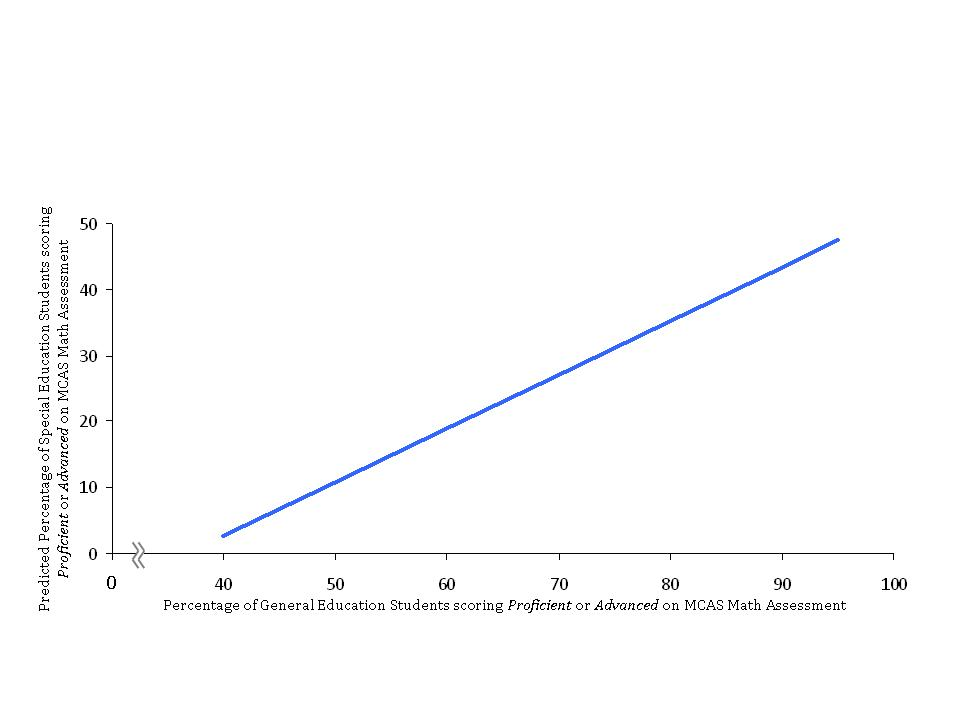 Predicted Percentage of Special Education Students scoring
Proficient or Advanced on MCAS Math Assessment
50
40
30
20
10
0
0 40 50 60 70 80 90 100
Percentage of General Education Students scoring Proficient or Advanced on MCAS Math Assessment